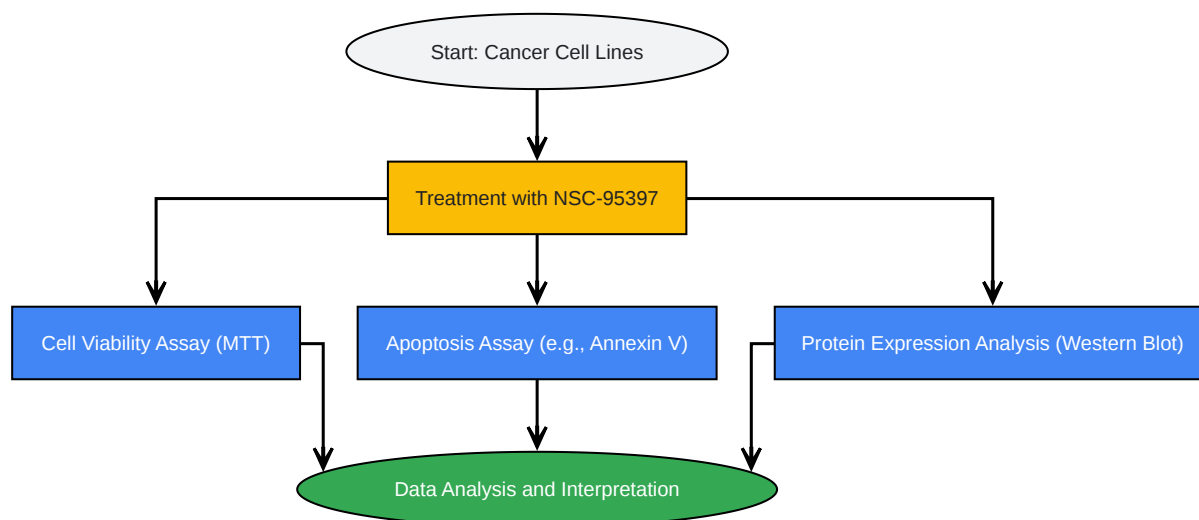 Start: Cancer Cell Lines
Treatment with NSC-95397
Cell Viability Assay (MTT)
Apoptosis Assay (e.g., Annexin V)
Protein Expression Analysis (Western Blot)
Data Analysis and Interpretation